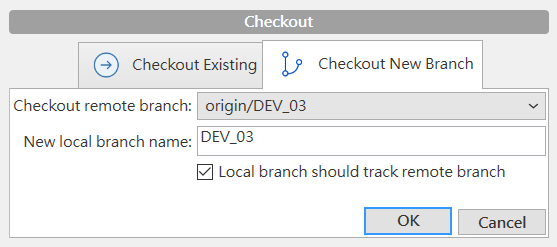 Checkout
Checkout Existing
Checkout New Branch
Checkout remote branch: origin/DEV_03
New local branch name: DEV_03
Local branch should track remote branch
OK Cancel